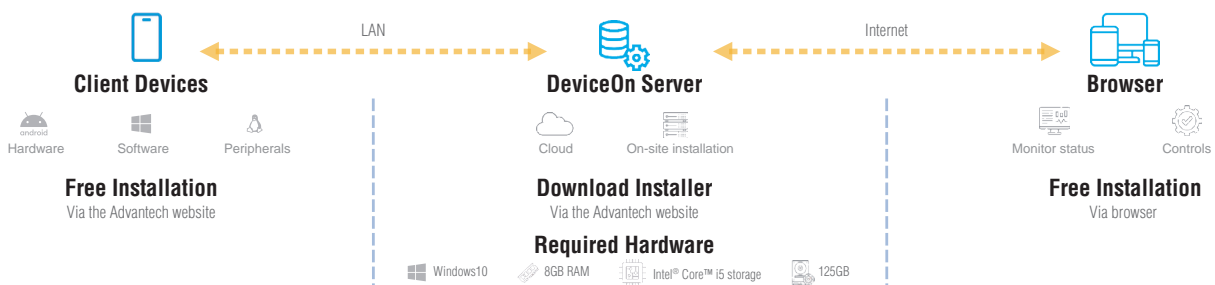 LAN
Internet
Client Devices
DeviceOn Server
Browser
android
Hardware
Software
Peripherals
Cloud
On-site installation
Monitor status
Controls
Free Installation
Via the Advantech website
Download Installer
Via the Advantech website
Free Installation
Via browser
Required Hardware
Windows10
8GB RAM
Intel® Core™ i5 storage
125GB